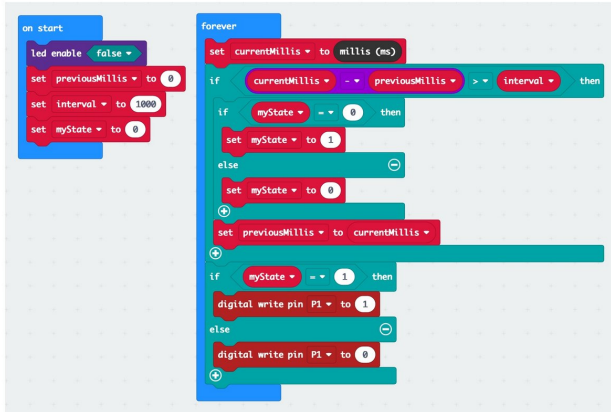 on start
led enable false
set previousMillis to 0
set interval to 1000
set myState to 0
forever
set currentMillis to millis (ms)
if currentMillis - previousMillis > interval then
if myState = 0 then
set myState to 1
else
set myState to 0
set previousMillis to currentMillis
if myState = 1 then
digital write pin P1 to 1
else
digital write pin P1 to 0